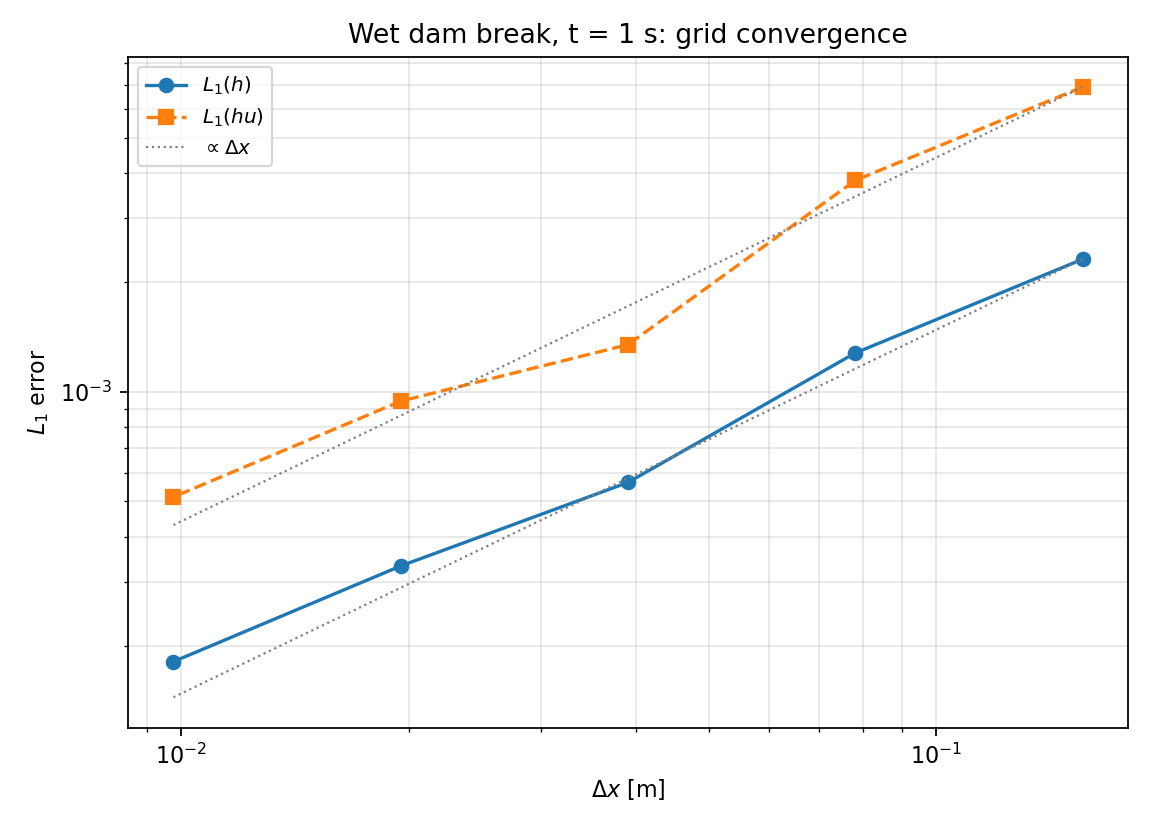 Wet dam break, t = 1 s: grid convergence
L₁(h)
L₁(hu)
∝ Δx
L₁ error
10⁻³
10⁻²
10⁻¹
Δx [m]